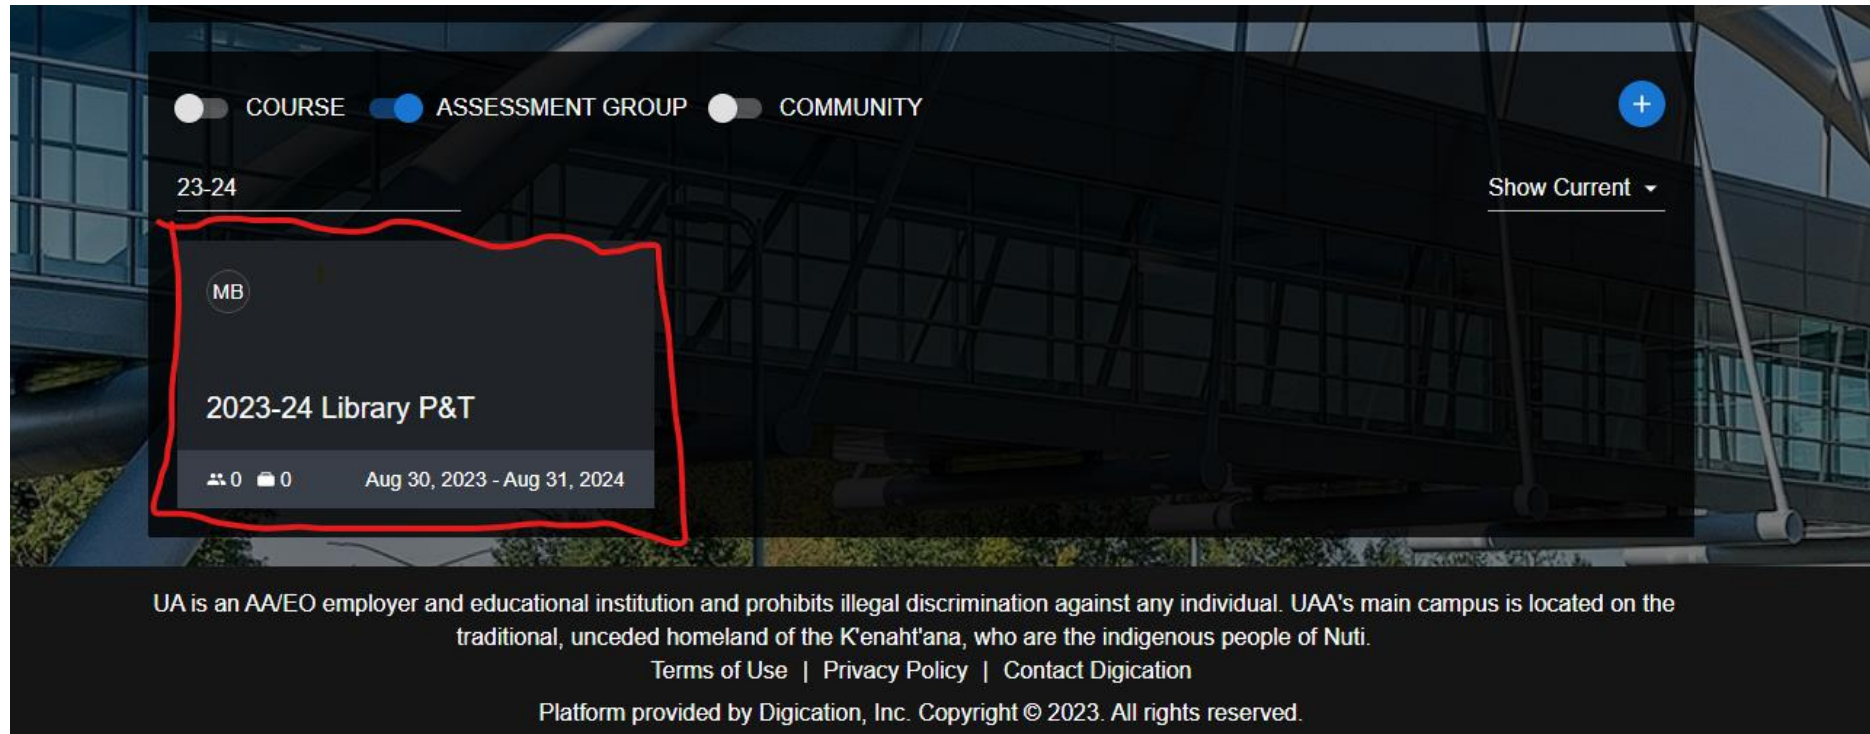 COURSE ASSESSMENT GROUP COMMUNITY
+
23-24
Show Current
MB
2023-24 Library P&T
0 0 Aug 30, 2023 - Aug 31, 2024
UA is an AA/EO employer and educational institution and prohibits illegal discrimination against any individual. UAA's main campus is located on the
traditional, unceded homeland of the K'enaht'ana, who are the indigenous people of Nuti.
Terms of Use | Privacy Policy | Contact Digication
Platform provided by Digication, Inc. Copyright © 2023. All rights reserved.